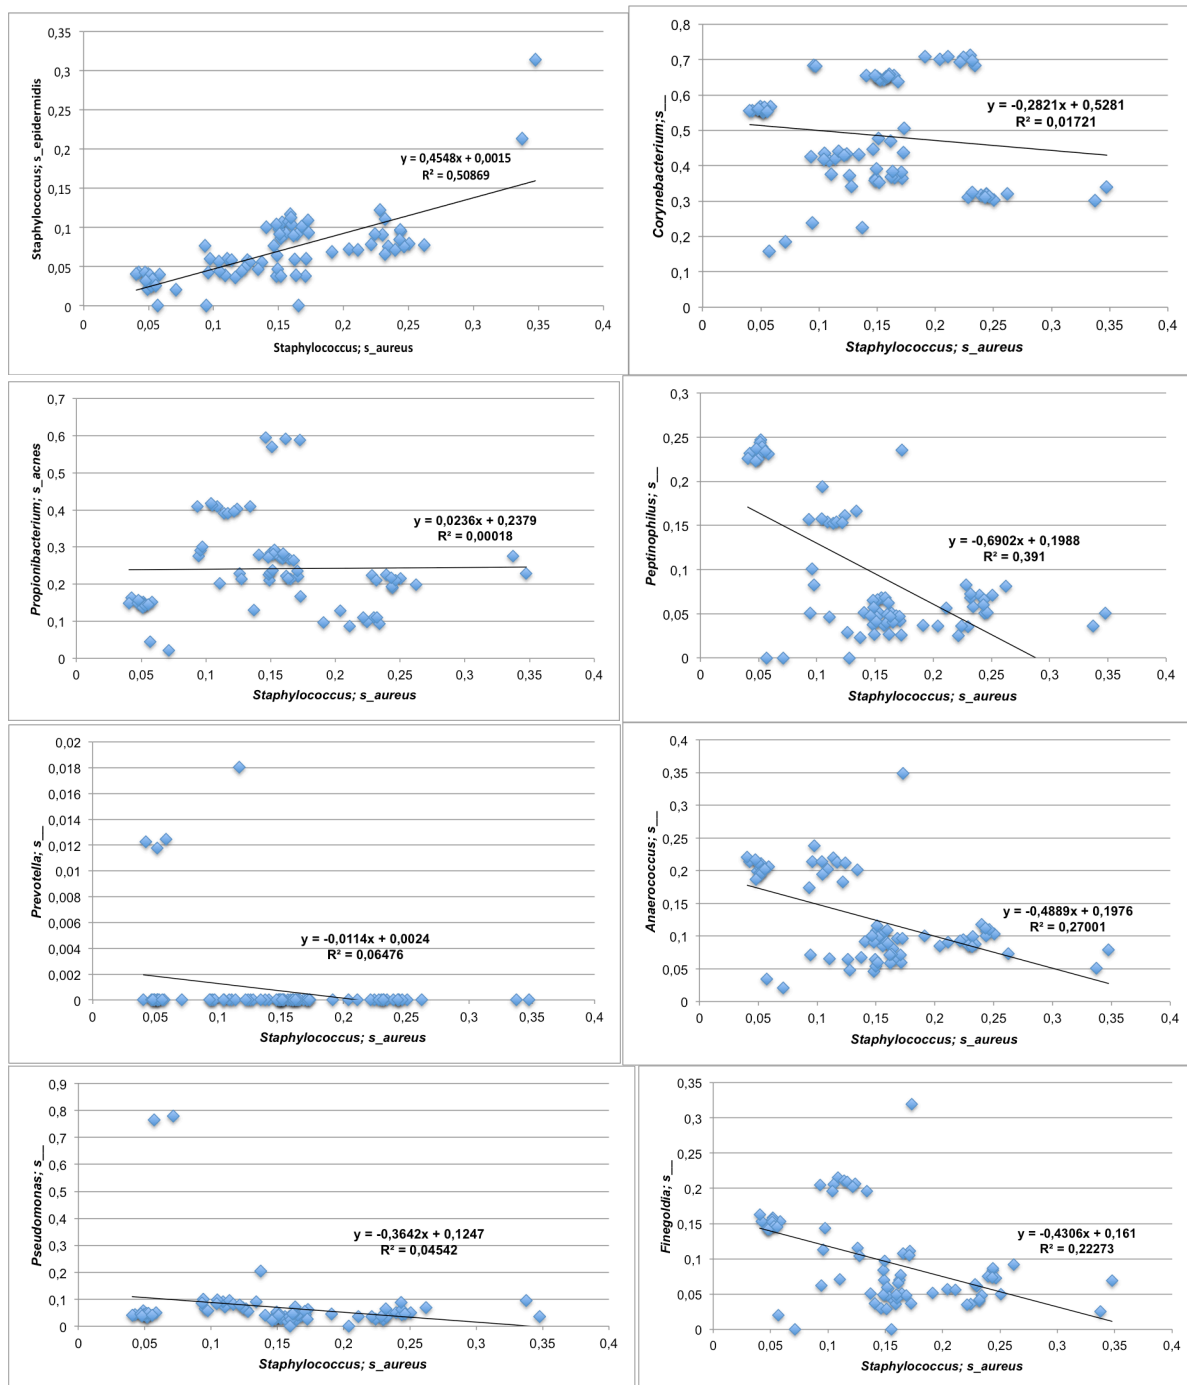 0,35
0,3
0,25
0,2
0,15
0,1
0,05
0
Staphylococcus; s_epidermidis
y = 0,4548x + 0,0015
R² = 0,50869
0 0,05 0,1 0,15 0,2 0,25 0,3 0,35 0,4
Staphylococcus; s_aureus
0,8
0,7
0,6
0,5
0,4
0,3
0,2
0,1
0
Corynebacterium;s__
y = -0,2821x + 0,5281
R² = 0,01721
0 0,05 0,1 0,15 0,2 0,25 0,3 0,35 0,4
Staphylococcus; s_aureus
0,7
0,6
0,5
0,4
0,3
0,2
0,1
0
Propionibacterium; s_acnes
y = 0,0236x + 0,2379
R² = 0,00018
0 0,05 0,1 0,15 0,2 0,25 0,3 0,35 0,4
Staphylococcus; s_aureus
0,3
0,25
0,2
0,15
0,1
0,05
0
Peptinophilus; s__
y = -0,6902x + 0,1988
R² = 0,391
0 0,05 0,1 0,15 0,2 0,25 0,3 0,35 0,4
Staphylococcus; s_aureus
0,02
0,018
0,016
0,014
0,012
0,01
0,008
0,006
0,004
0,002
0
Prevotella; s__
y = -0,0114x + 0,0024
R² = 0,06476
0 0,05 0,1 0,15 0,2 0,25 0,3 0,35 0,4
Staphylococcus; s_aureus
0,4
0,35
0,3
0,25
0,2
0,15
0,1
0,05
0
Anaerococcus; s__
y = -0,4889x + 0,1976
R² = 0,27001
0 0,05 0,1 0,15 0,2 0,25 0,3 0,35 0,4
Staphylococcus; s_aureus
0,9
0,8
0,7
0,6
0,5
0,4
0,3
0,2
0,1
0
Pseudomonas; s__
y = -0,3642x + 0,1247
R² = 0,04542
0 0,05 0,1 0,15 0,2 0,25 0,3 0,35 0,4
Staphylococcus; s_aureus
0,35
0,3
0,25
0,2
0,15
0,1
0,05
0
Finegoldia; s__
y = -0,4306x + 0,161
R² = 0,22273
0 0,05 0,1 0,15 0,2 0,25 0,3 0,35 0,4
Staphylococcus; s_aureus